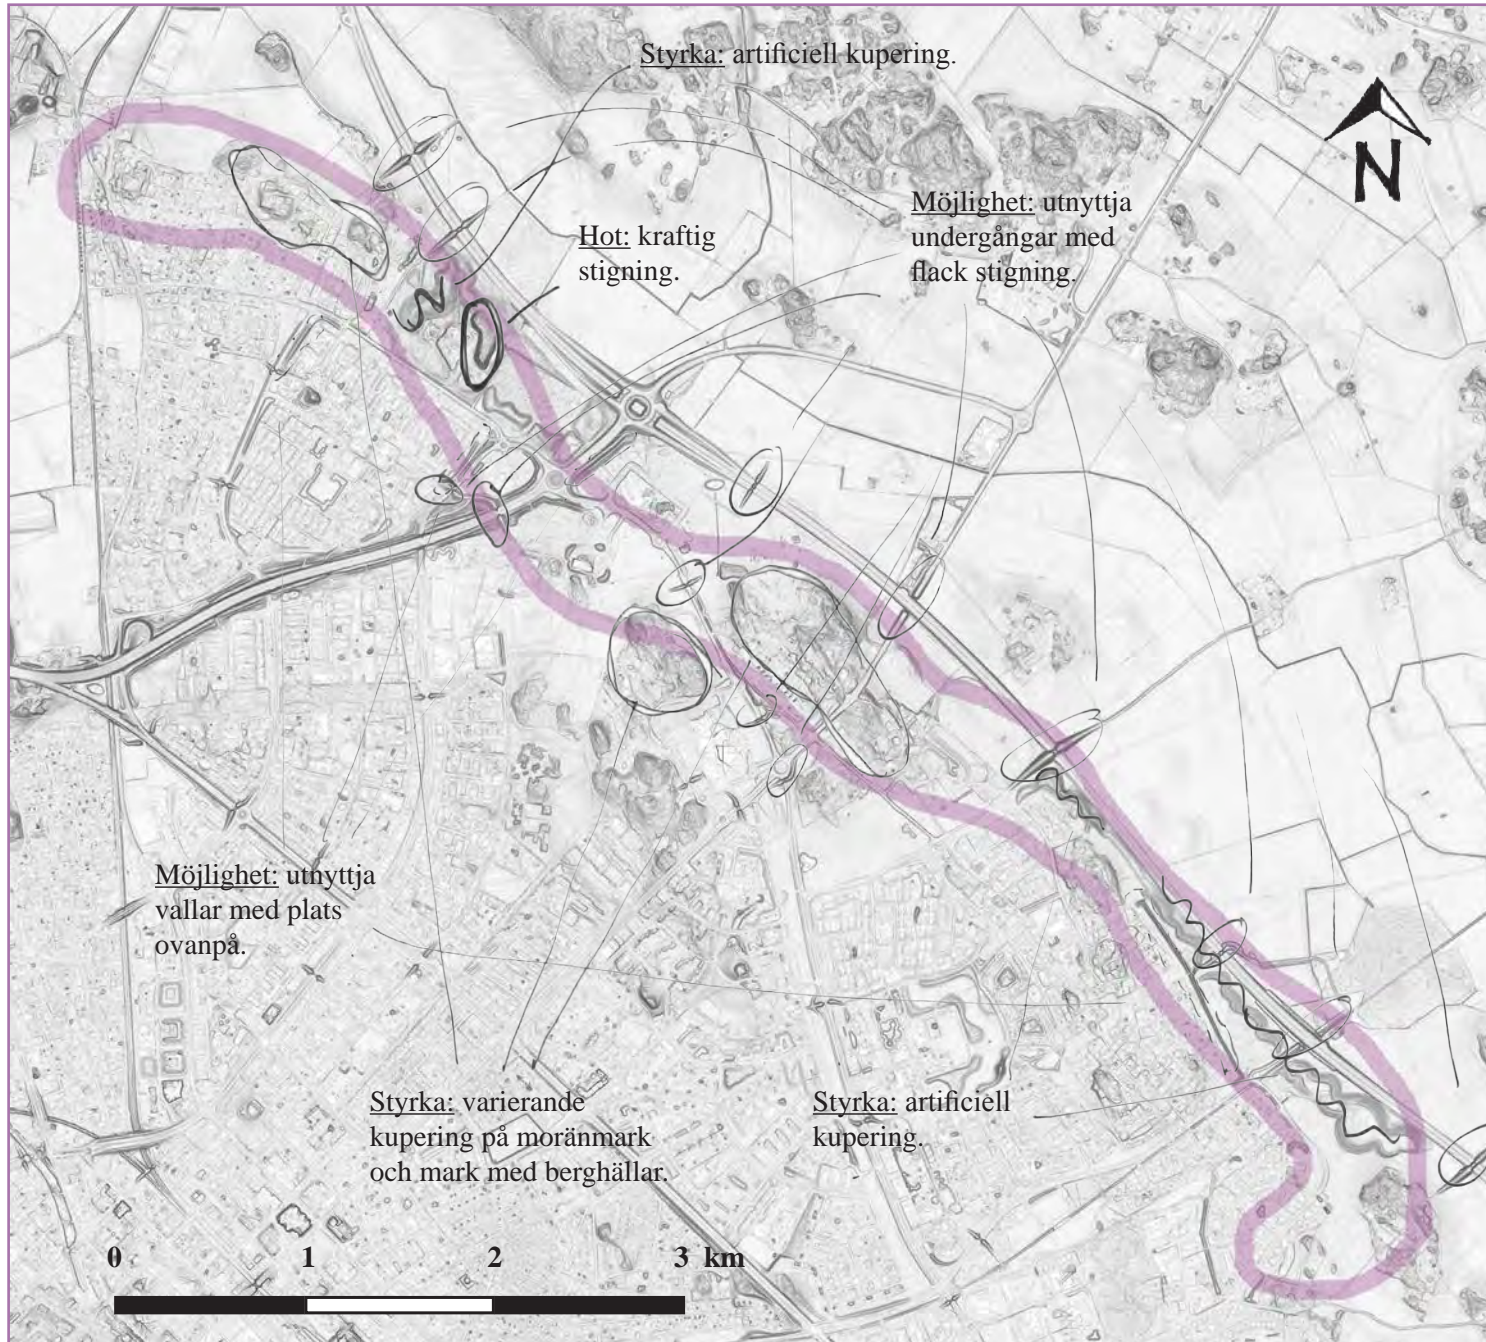 Styrka: artificiell kupering.
N
Möjlighet: utnyttja
undergångar med
flack stigning.
Hot: kraftig
stigning.
Möjlighet: utnyttja
vallar med plats
ovanpå.
Styrka: varierande
kupering på moränmark
och mark med berghällar.
Styrka: artificiell
kupering.
0 1 2 3 km